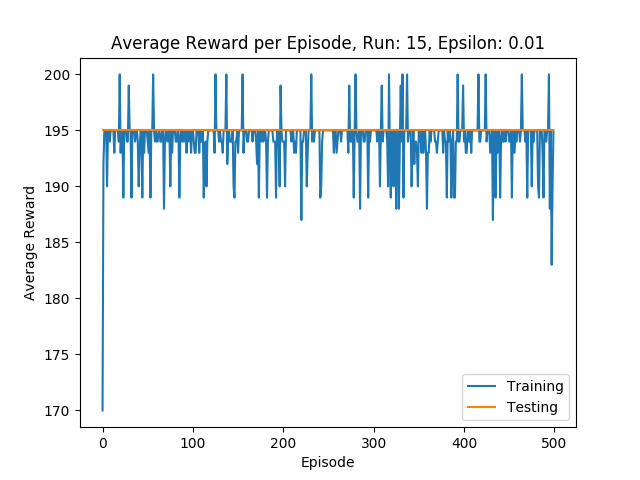 Average Reward per Episode, Run: 15, Epsilon: 0.01
200
195
190
185
180
175
170
Average Reward
0
100
200
300
400
500
Episode
Training
Testing